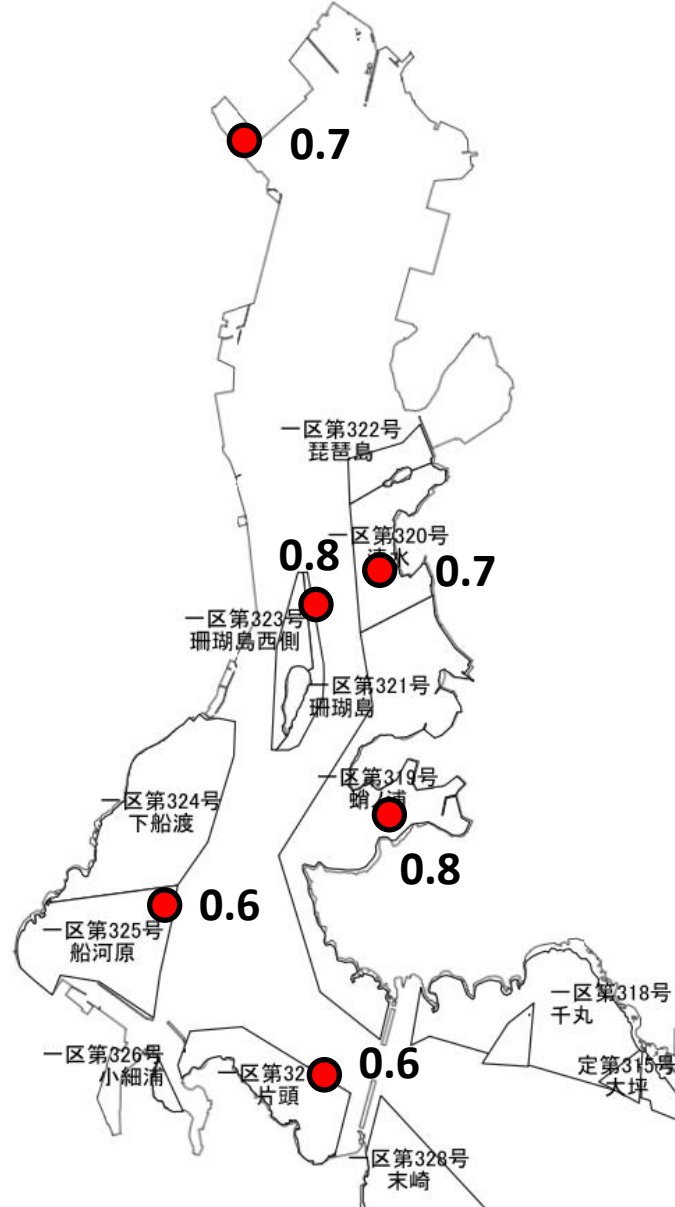 0.7
一区第322号
琵琶島
一区第320号
清水
0.8
0.7
一区第323号
珊瑚島西側
一区第321号
珊瑚島
一区第319号
蛸ノ浦
0.8
一区第324号
下船渡
0.6
一区第325号
船河原
一区第318号
千丸
一区第326号
小細浦
0.6
一区第32
片頭
定第315号
大坪
一区第328号
末崎